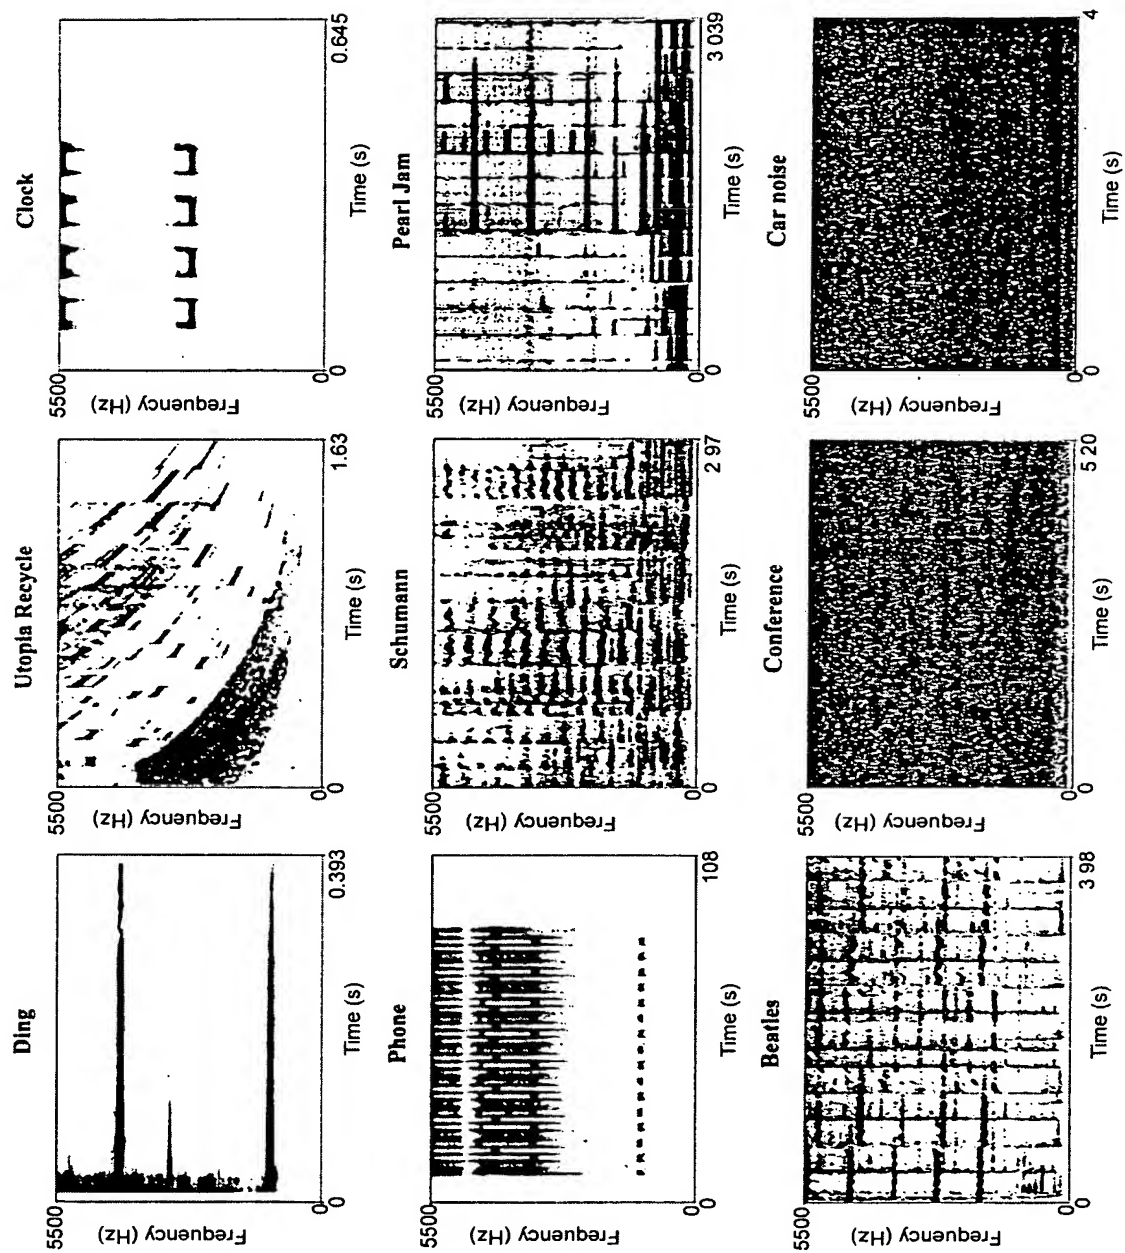 Ding
5500
Frequency (Hz)
0
0
0.393
Time (s)
Utopia Recycle
5500
Frequency (Hz)
0
0
1.63
Time (s)
Clock
5500
Frequency (Hz)
0
0
0.645
Time (s)
Phone
5500
Frequency (Hz)
0
0
108
Time (s)
Schumann
5500
Frequency (Hz)
0
0
2 97
Time (s)
Pearl Jam
5500
Frequency (Hz)
0
0
3 039
Time (s)
Beatles
5500
Frequency (Hz)
0
0
3 98
Time (s)
Conference
5500
Frequency (Hz)
0
0
5 20
Time (s)
Car noise
5500
Frequency (Hz)
0
0
4
Time (s)